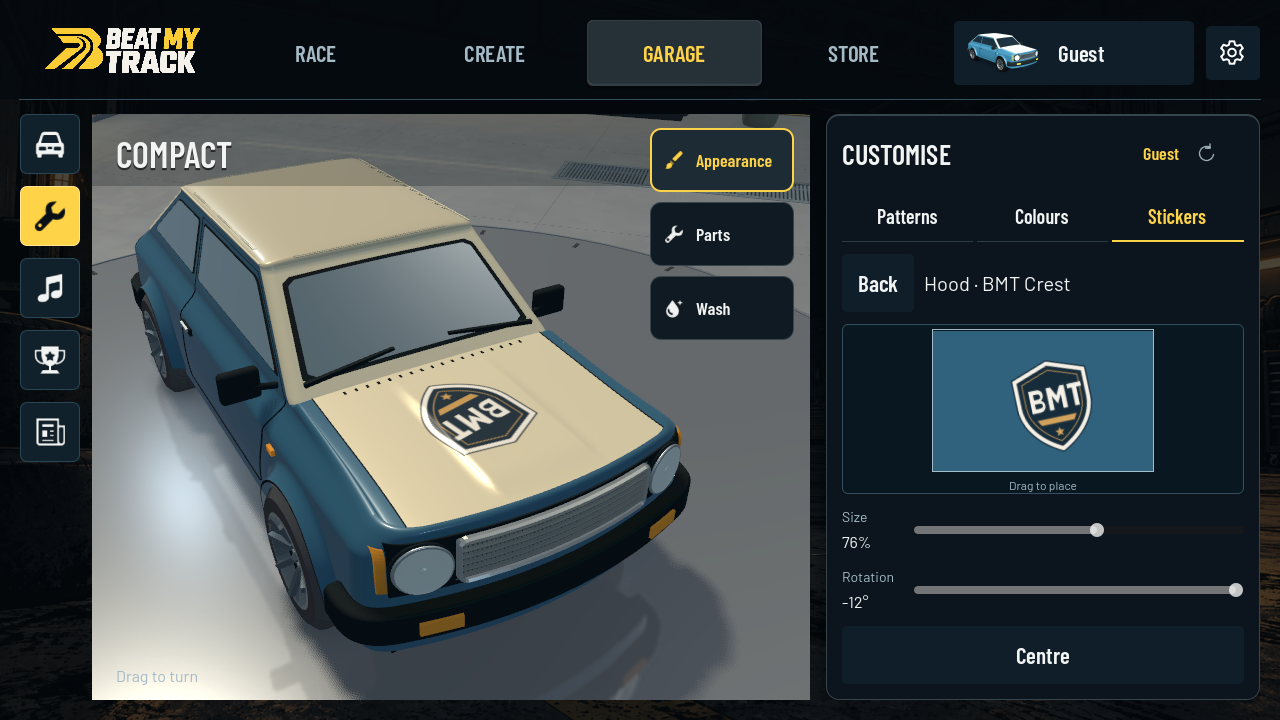 BEAT MY
TRACK
RACE
CREATE
GARAGE
STORE
Guest
COMPACT
Appearance
Parts
Wash
BMT
Drag to turn
CUSTOMISE
Guest
Patterns
Colours
Stickers
Back
Hood · BMT Crest
BMT
Drag to place
Size
76%
Rotation
-12°
Centre